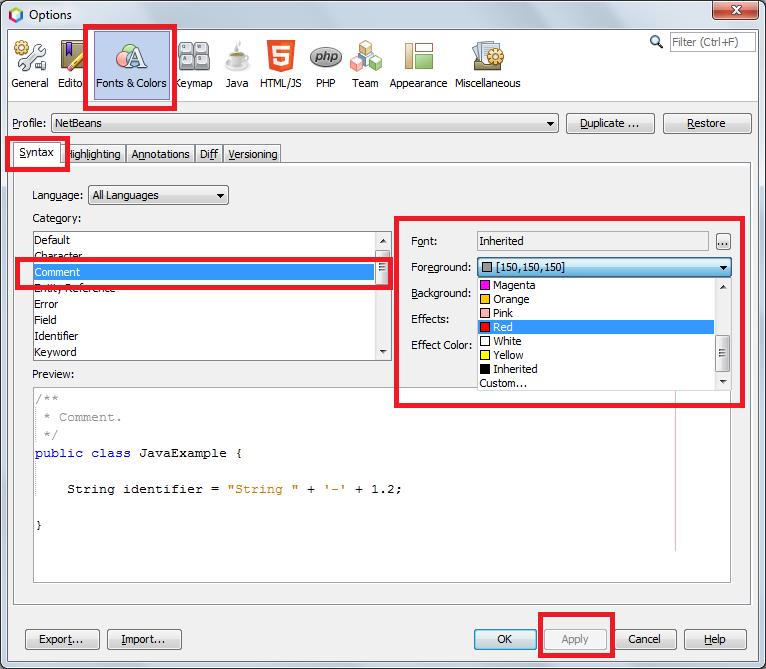 Options
Filter (Ctrl+F)
php
General Editor Fonts & Colors Keymap Java HTML/JS PHP Team Appearance Miscellaneous
Profile: NetBeans Duplicate ... Restore
Syntax Highlighting Annotations Diff Versioning
Language: All Languages
Category:
Default
Character
Comment
Entity Reference
Error
Field
Identifier
Keyword
Font: Inherited ...
Foreground: [150,150,150]
Background:
Effects:
Effect Color:
Magenta
Orange
Pink
Red
White
Yellow
Inherited
Custom...
Preview:
/**
* Comment.
*/
public class JavaExample {
String identifier = "String " + '-' + 1.2;
}
Export... Import... OK Apply Cancel Help